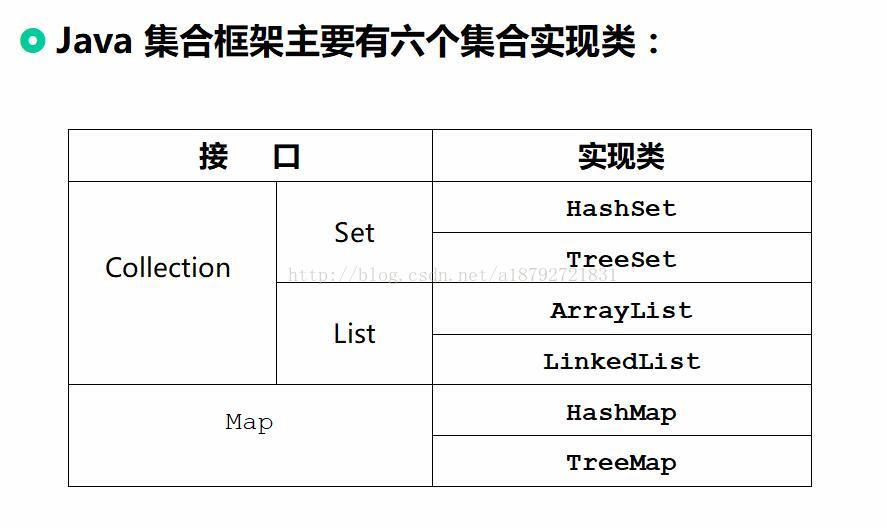 Java 集合框架主要有六个集合实现类：
接 口 实现类
Collection Set HashSet
TreeSet
http://blog.csdn.net/a18792721831
List ArrayList
LinkedList
Map HashMap
TreeMap